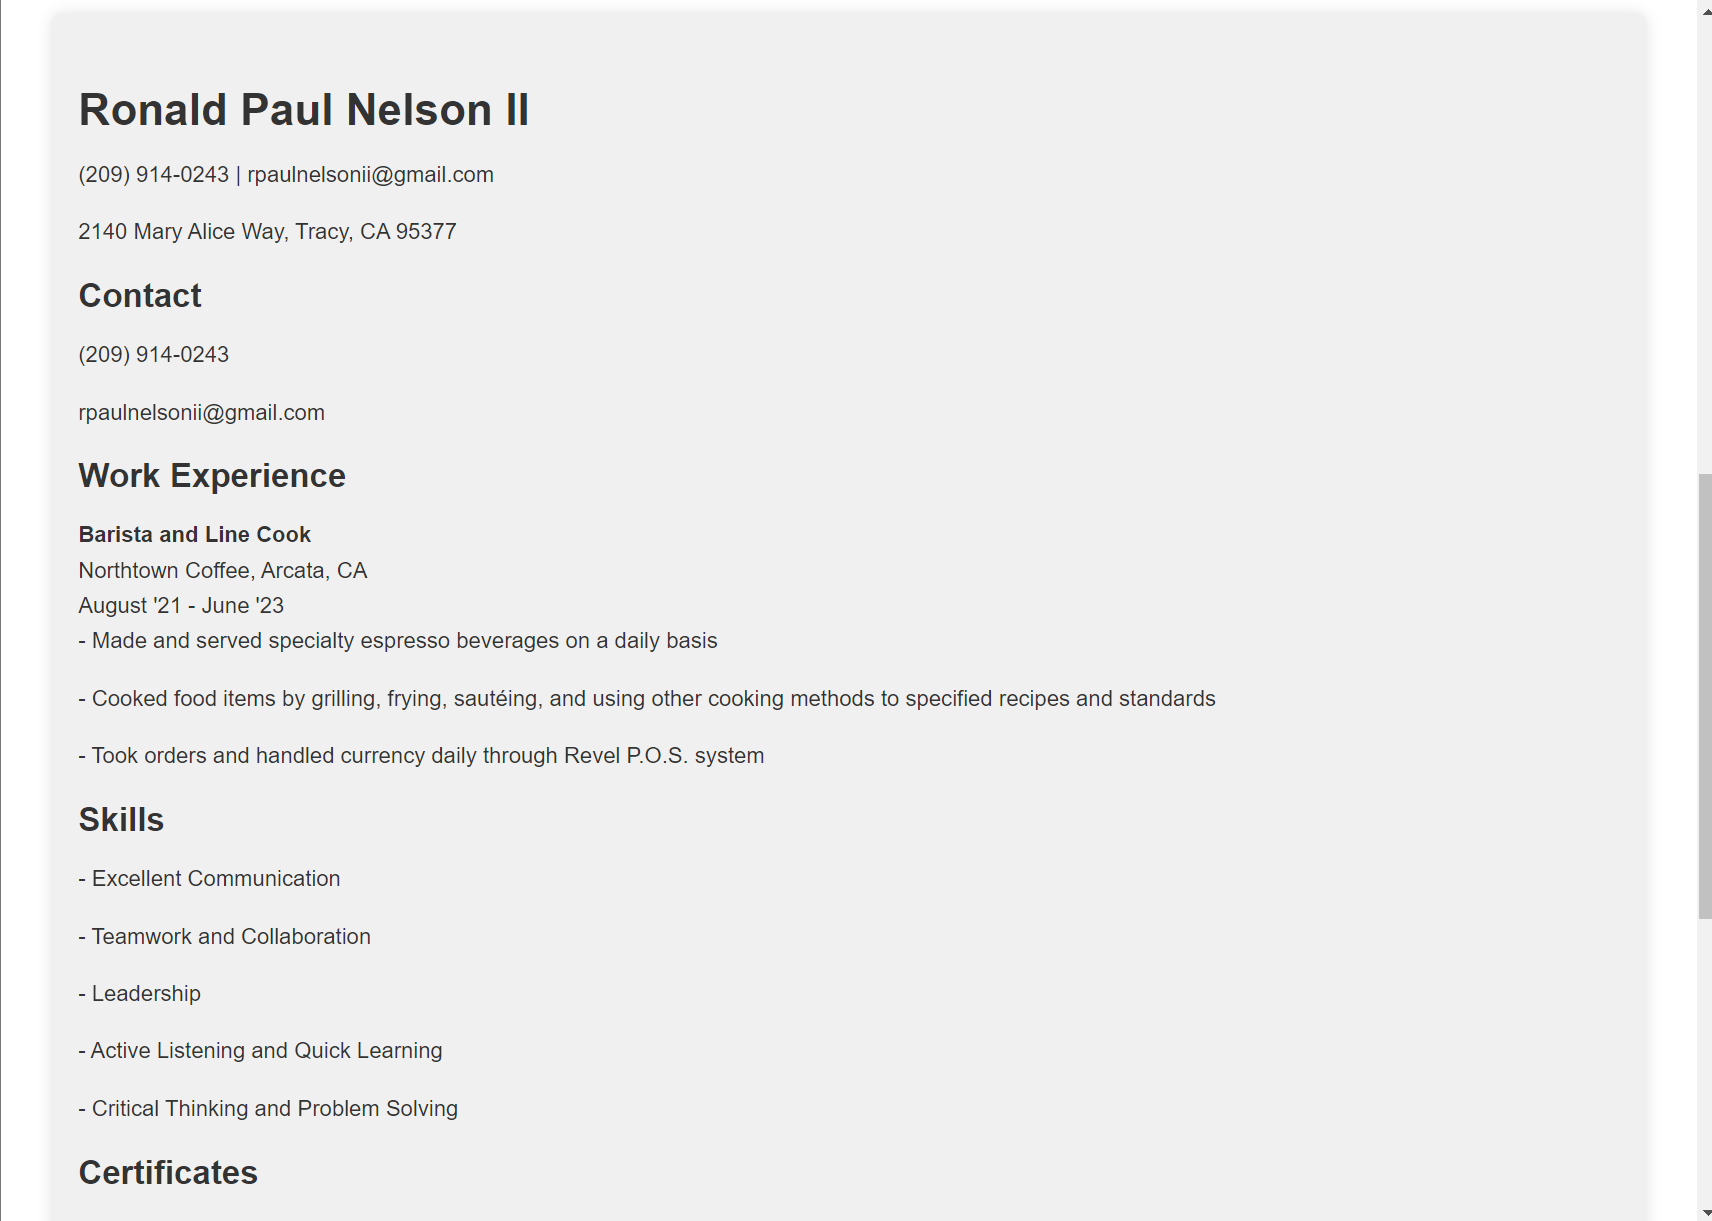 Ronald Paul Nelson II
(209) 914-0243 | rpaulnelsonii@gmail.com
2140 Mary Alice Way, Tracy, CA 95377
Contact
(209) 914-0243
rpaulnelsonii@gmail.com
Work Experience
Barista and Line Cook
Northtown Coffee, Arcata, CA
August '21 - June '23
- Made and served specialty espresso beverages on a daily basis
- Cooked food items by grilling, frying, sautéing, and using other cooking methods to specified recipes and standards
- Took orders and handled currency daily through Revel P.O.S. system
Skills
- Excellent Communication
- Teamwork and Collaboration
- Leadership
- Active Listening and Quick Learning
- Critical Thinking and Problem Solving
Certificates